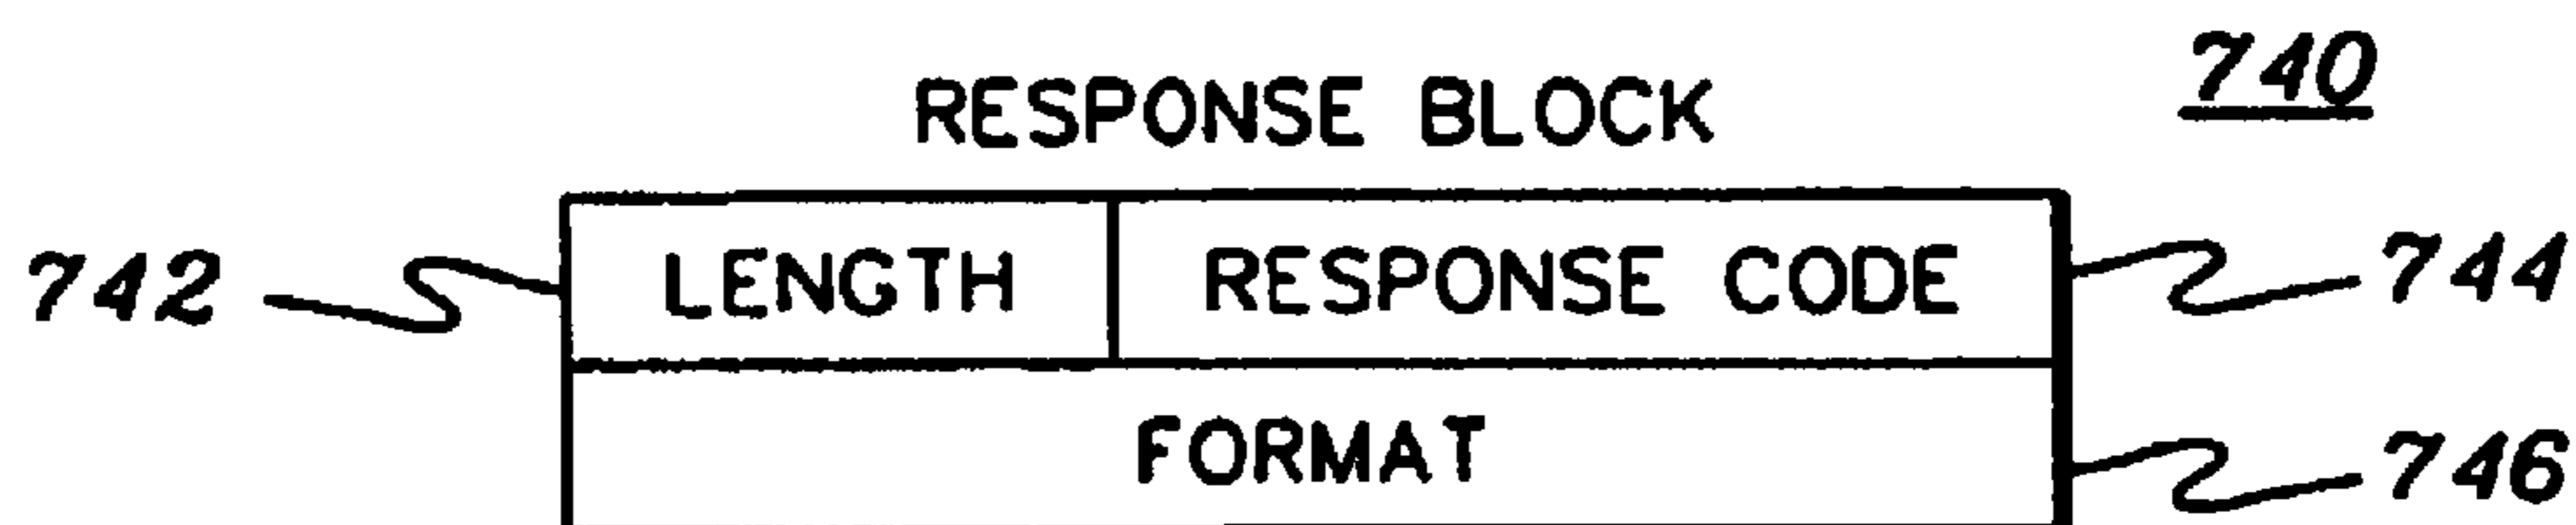 740
RESPONSE BLOCK
742 LENGTH RESPONSE CODE 744
FORMAT 746